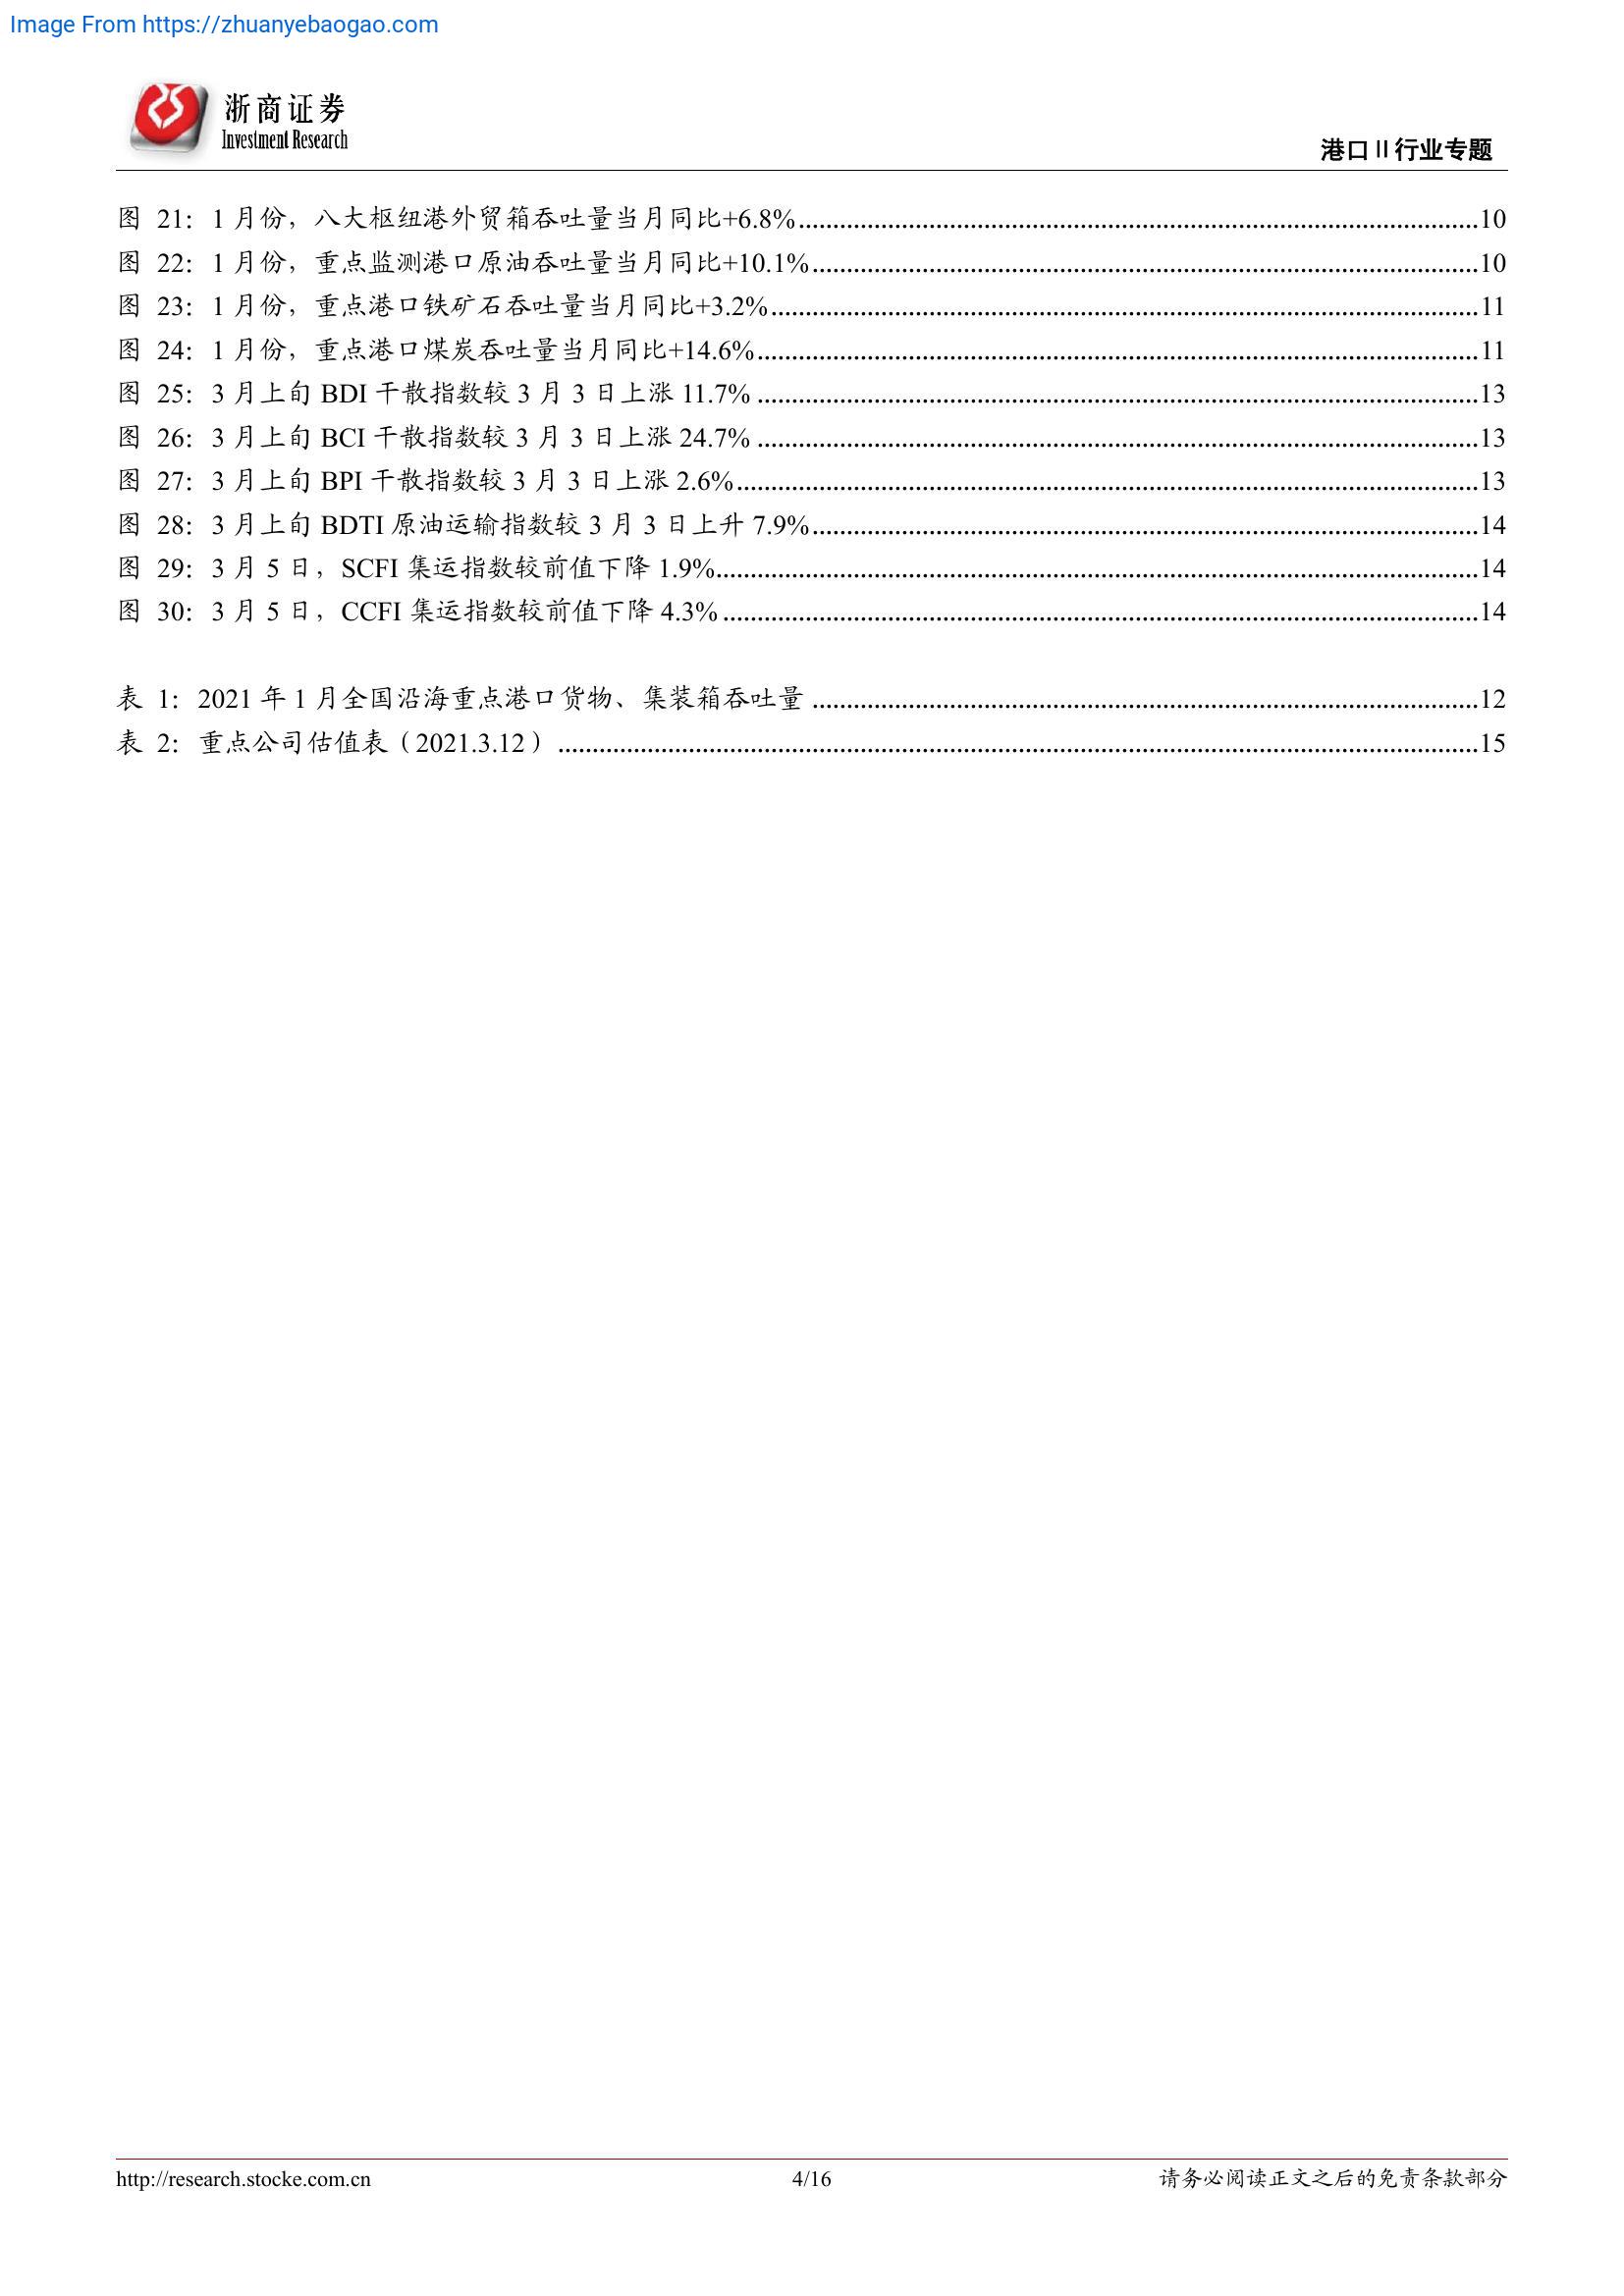 Image From https://zhuanyebaogao.com
浙商证券
Investment Research
港口Ⅱ行业专题
图 21：1 月份，八大枢纽港外贸箱吞吐量当月同比+6.8%....................10
图 22：1 月份，重点监测港口原油吞吐量当月同比+10.1%....................10
图 23：1 月份，重点港口铁矿石吞吐量当月同比+3.2%....................11
图 24：1 月份，重点港口煤炭吞吐量当月同比+14.6%....................11
图 25：3 月上旬 BDI 干散指数较 3 月 3 日上涨 11.7%....................13
图 26：3 月上旬 BCI 干散指数较 3 月 3 日上涨 24.7%....................13
图 27：3 月上旬 BPI 干散指数较 3 月 3 日上涨 2.6%....................13
图 28：3 月上旬 BDTI 原油运输指数较 3 月 3 日上升 7.9%....................14
图 29：3 月 5 日，SCFI 集运指数较前值下降 1.9%....................14
图 30：3 月 5 日，CCFI 集运指数较前值下降 4.3%....................14
表 1：2021 年 1 月全国沿海重点港口货物、集装箱吞吐量....................12
表 2：重点公司估值表（2021.3.12）....................15
http://research.stocke.com.cn
4/16
请务必阅读正文之后的免责条款部分